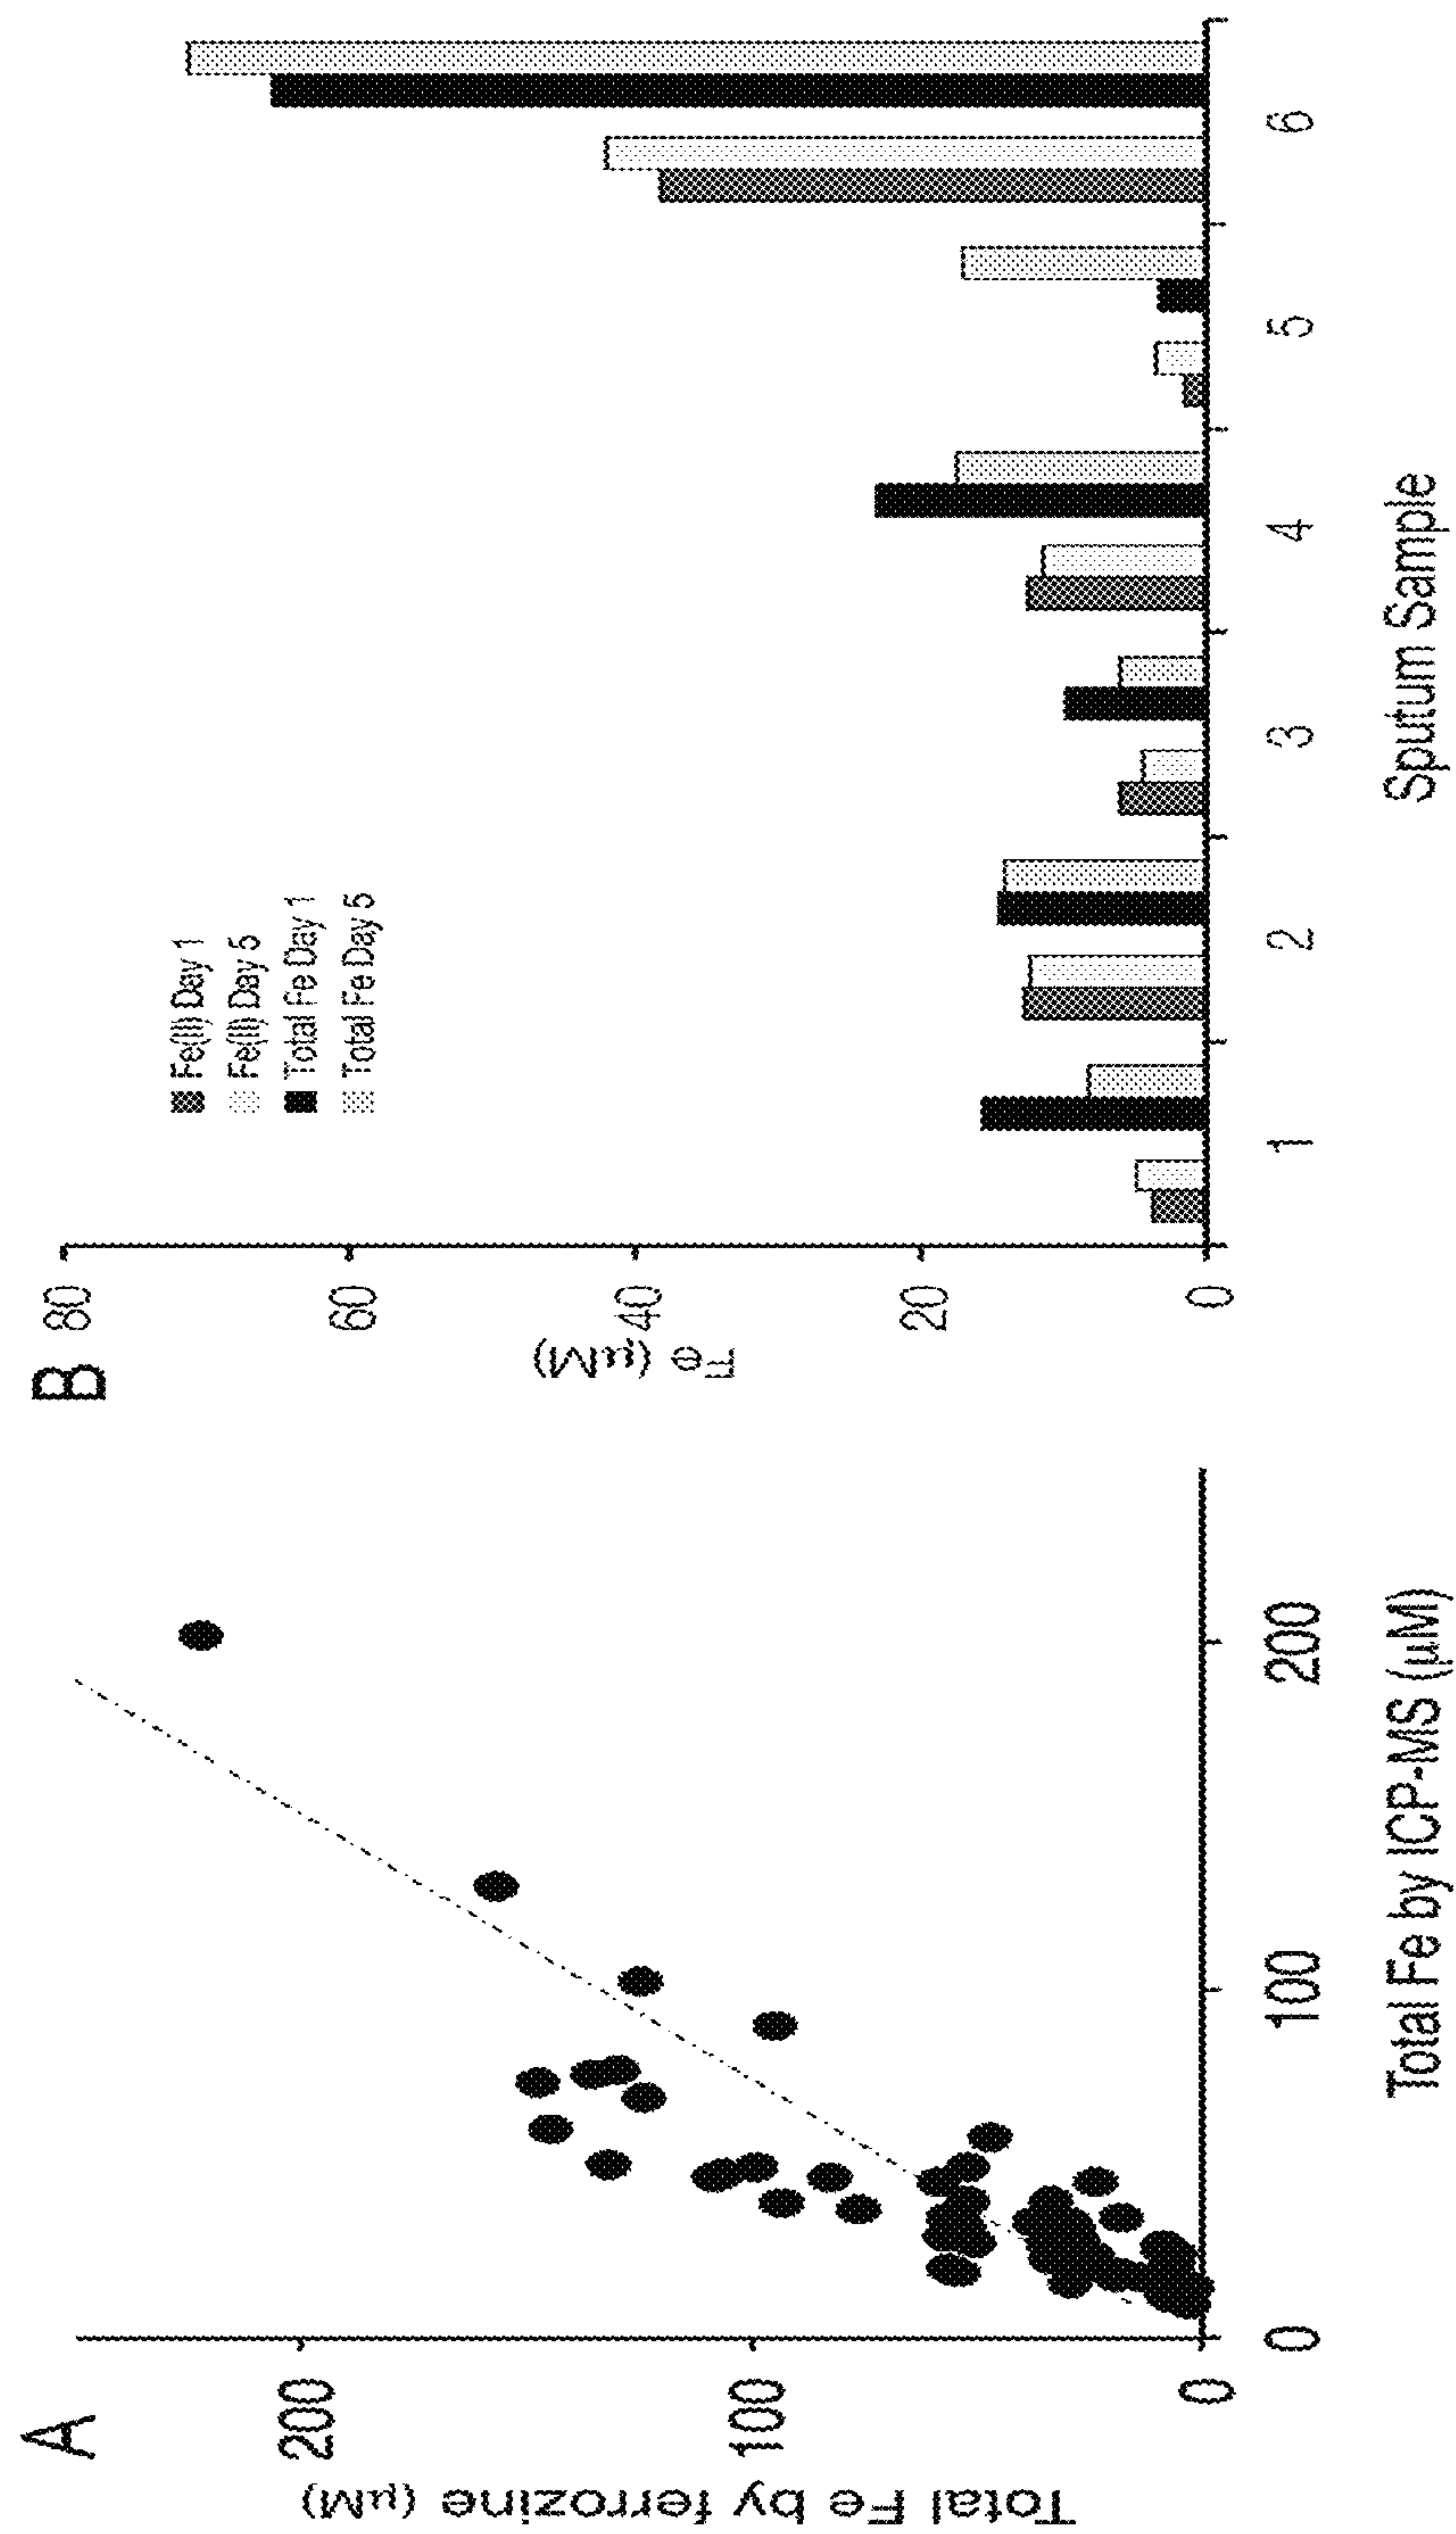 A
Total Fe by ferrozine (µM)
200
100
0
0
100
200
Total Fe by ICP-MS (µM)
B
Fe (µM)
80
60
40
20
0
Fe(II) Day 1
Fe(II) Day 5
Total Fe Day 1
Total Fe Day 5
1
2
3
4
5
6
Sputum Sample